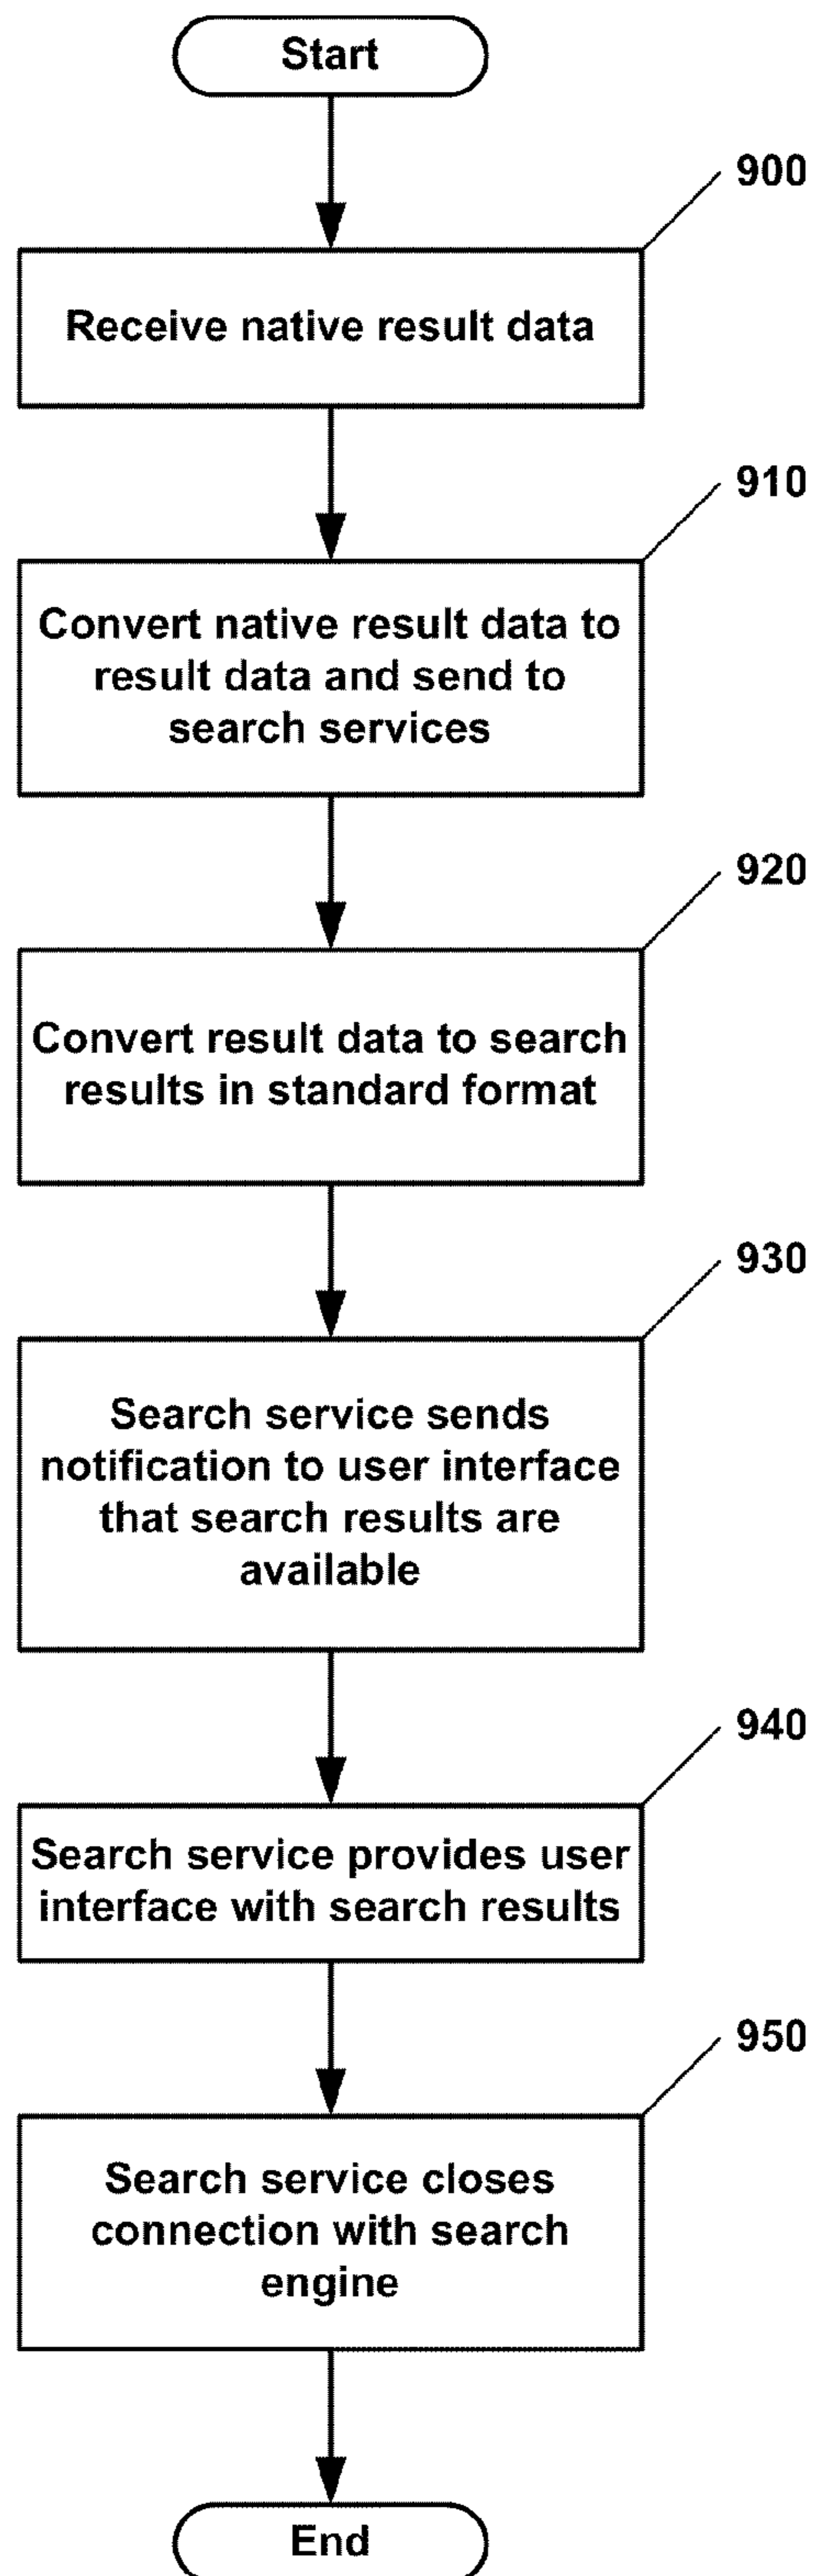 Start
900
Receive native result data
910
Convert native result data to
result data and send to
search services
920
Convert result data to search
results in standard format
930
Search service sends
notification to user interface
that search results are
available
940
Search service provides user
interface with search results
950
Search service closes
connection with search
engine
End